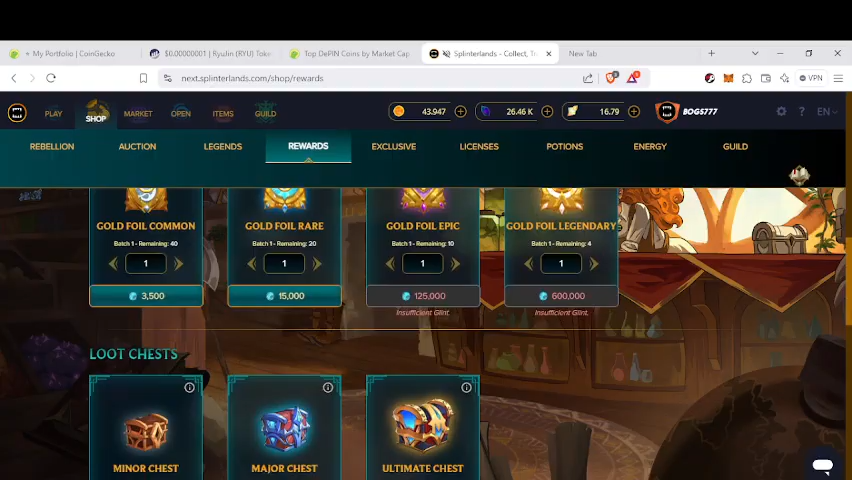 My Portfolio | CoinGecko
$0.00000001 | RyuJin (RYU) Toke
Top DePIN Coins by Market Cap
Splinterlands - Collect, Tr
New Tab
next.splinterlands.com/shop/rewards
VPN
PLAY
SHOP
MARKET
OPEN
ITEMS
GUILD
43.947
26.46 K
16.79
BOGS777
EN
REBELLION
AUCTION
LEGENDS
REWARDS
EXCLUSIVE
LICENSES
POTIONS
ENERGY
GUILD
GOLD FOIL COMMON
GOLD FOIL RARE
GOLD FOIL EPIC
GOLD FOIL LEGENDARY
Batch 1 - Remaining: 40
Batch 1 - Remaining: 20
Batch 1 - Remaining: 10
Batch 1 - Remaining: 4
1
1
1
1
3,500
15,000
125,000
600,000
Insufficient Glint.
Insufficient Glint.
LOOT CHESTS
MINOR CHEST
MAJOR CHEST
ULTIMATE CHEST